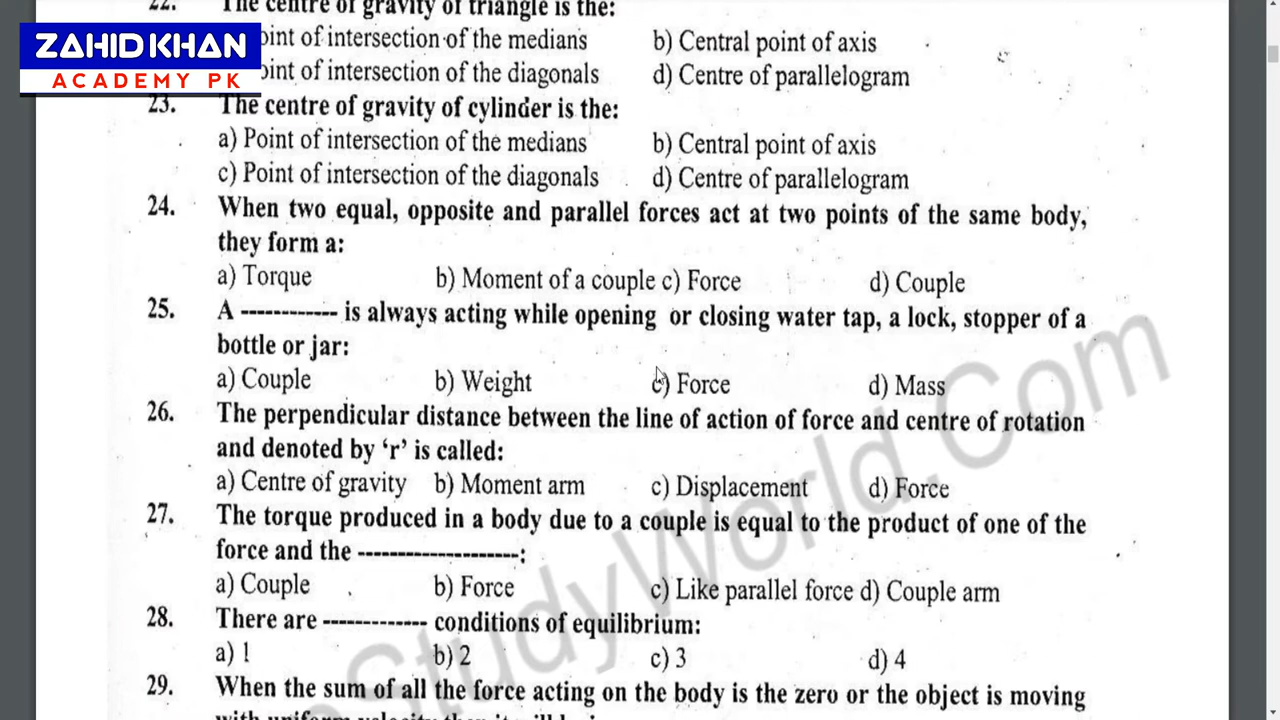 22. The centre of gravity of triangle is the:
ZAHID KHAN
ACADEMY PK
oint of intersection of the medians b) Central point of axis
oint of intersection of the diagonals d) Centre of parallelogram
23. The centre of gravity of cylinder is the:
a) Point of intersection of the medians b) Central point of axis
c) Point of intersection of the diagonals d) Centre of parallelogram
24. When two equal, opposite and parallel forces act at two points of the same body,
they form a:
a) Torque b) Moment of a couple c) Force d) Couple
25. A ------------ is always acting while opening or closing water tap, a lock, stopper of a
bottle or jar:
a) Couple b) Weight c) Force d) Mass
26. The perpendicular distance between the line of action of force and centre of rotation
and denoted by ‘r’ is called:
a) Centre of gravity b) Moment arm c) Displacement d) Force
27. The torque produced in a body due to a couple is equal to the product of one of the
force and the --------------------:
a) Couple b) Force c) Like parallel force d) Couple arm
28. There are ------------- conditions of equilibrium:
a) 1 b) 2 c) 3 d) 4
29. When the sum of all the force acting on the body is the zero or the object is moving
eStudyWorld.Com